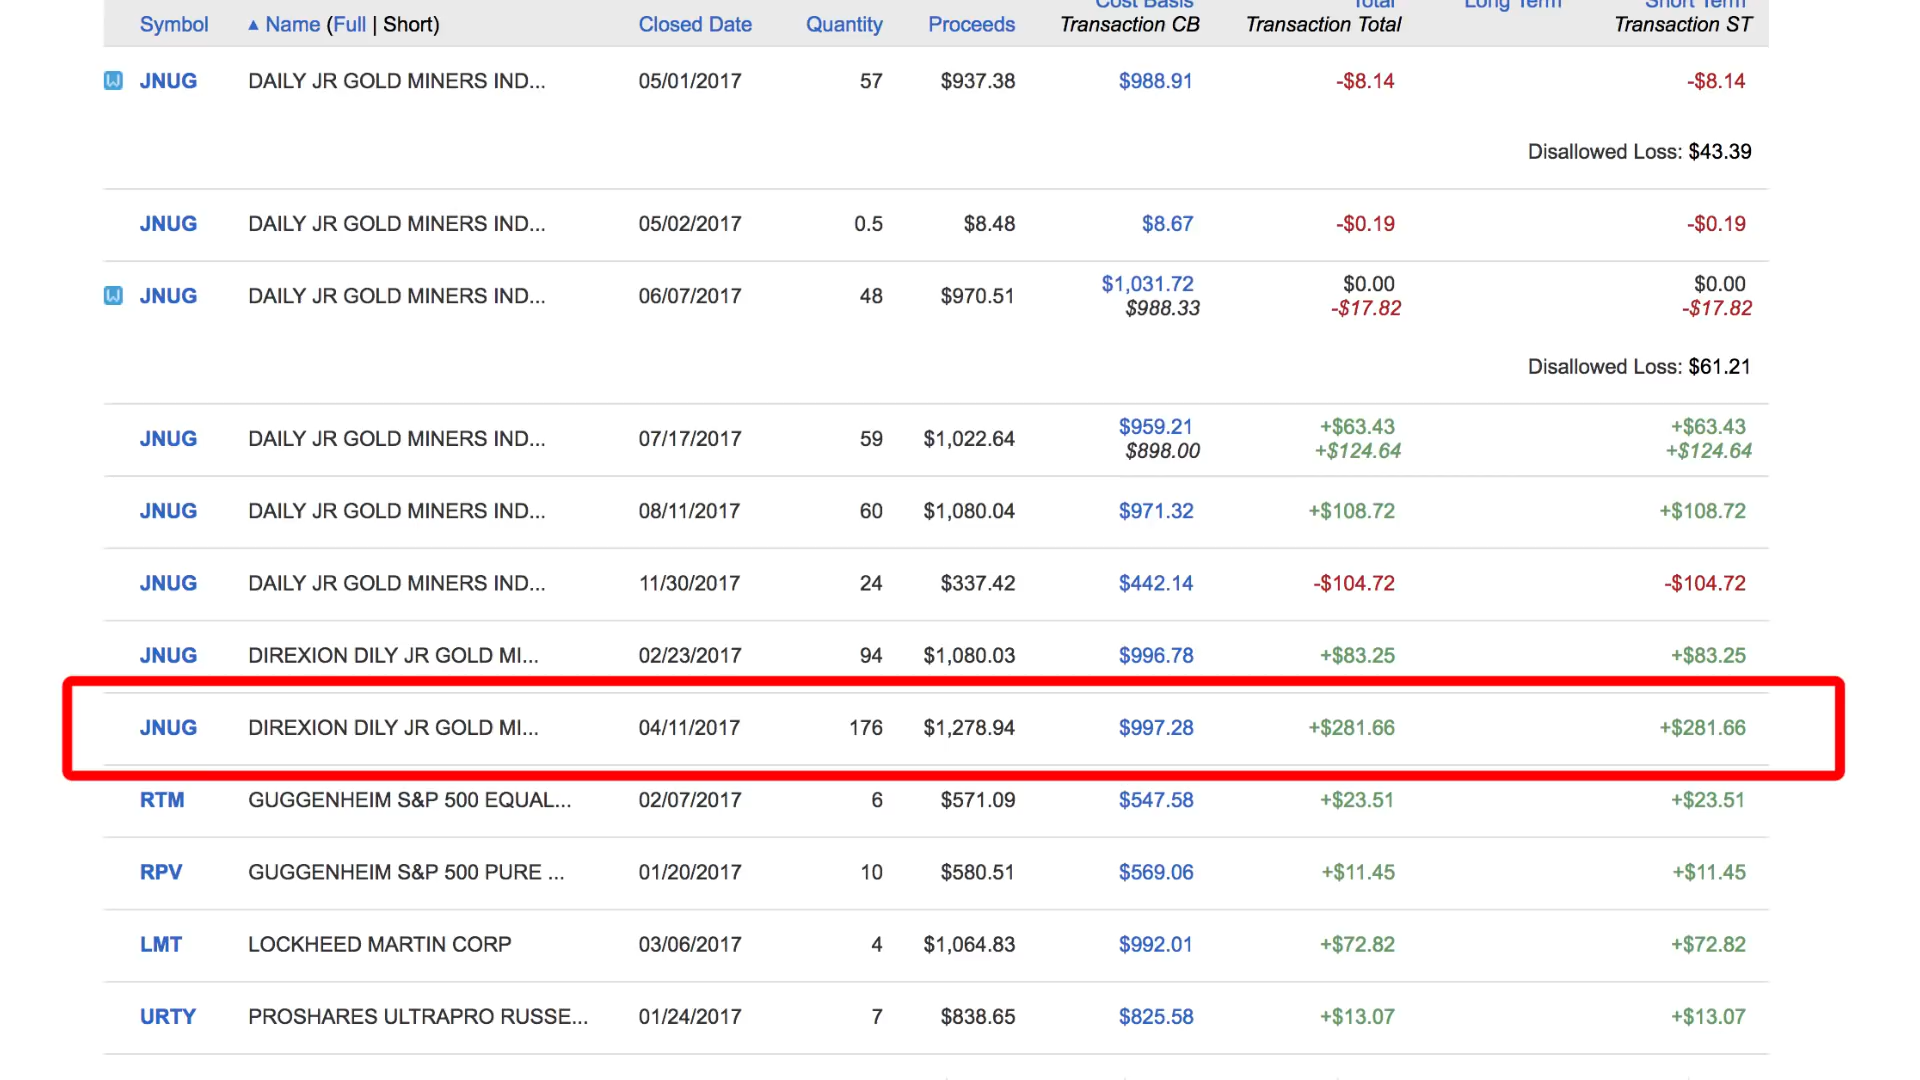 Cost Basis Total Long Term Short Term
Symbol ▲ Name (Full | Short) Closed Date Quantity Proceeds Transaction CB Transaction Total Transaction ST
W JNUG DAILY JR GOLD MINERS IND... 05/01/2017 57 $937.38 $988.91 -$8.14 -$8.14
Disallowed Loss: $43.39
JNUG DAILY JR GOLD MINERS IND... 05/02/2017 0.5 $8.48 $8.67 -$0.19 -$0.19
W JNUG DAILY JR GOLD MINERS IND... 06/07/2017 48 $970.51 $1,031.72 $0.00 $0.00
$988.33 -$17.82 -$17.82
Disallowed Loss: $61.21
JNUG DAILY JR GOLD MINERS IND... 07/17/2017 59 $1,022.64 $959.21 +$63.43 +$63.43
$898.00 +$124.64 +$124.64
JNUG DAILY JR GOLD MINERS IND... 08/11/2017 60 $1,080.04 $971.32 +$108.72 +$108.72
JNUG DAILY JR GOLD MINERS IND... 11/30/2017 24 $337.42 $442.14 -$104.72 -$104.72
JNUG DIREXION DILY JR GOLD MI... 02/23/2017 94 $1,080.03 $996.78 +$83.25 +$83.25
JNUG DIREXION DILY JR GOLD MI... 04/11/2017 176 $1,278.94 $997.28 +$281.66 +$281.66
RTM GUGGENHEIM S&P 500 EQUAL... 02/07/2017 6 $571.09 $547.58 +$23.51 +$23.51
RPV GUGGENHEIM S&P 500 PURE ... 01/20/2017 10 $580.51 $569.06 +$11.45 +$11.45
LMT LOCKHEED MARTIN CORP 03/06/2017 4 $1,064.83 $992.01 +$72.82 +$72.82
URTY PROSHARES ULTRAPRO RUSSE... 01/24/2017 7 $838.65 $825.58 +$13.07 +$13.07